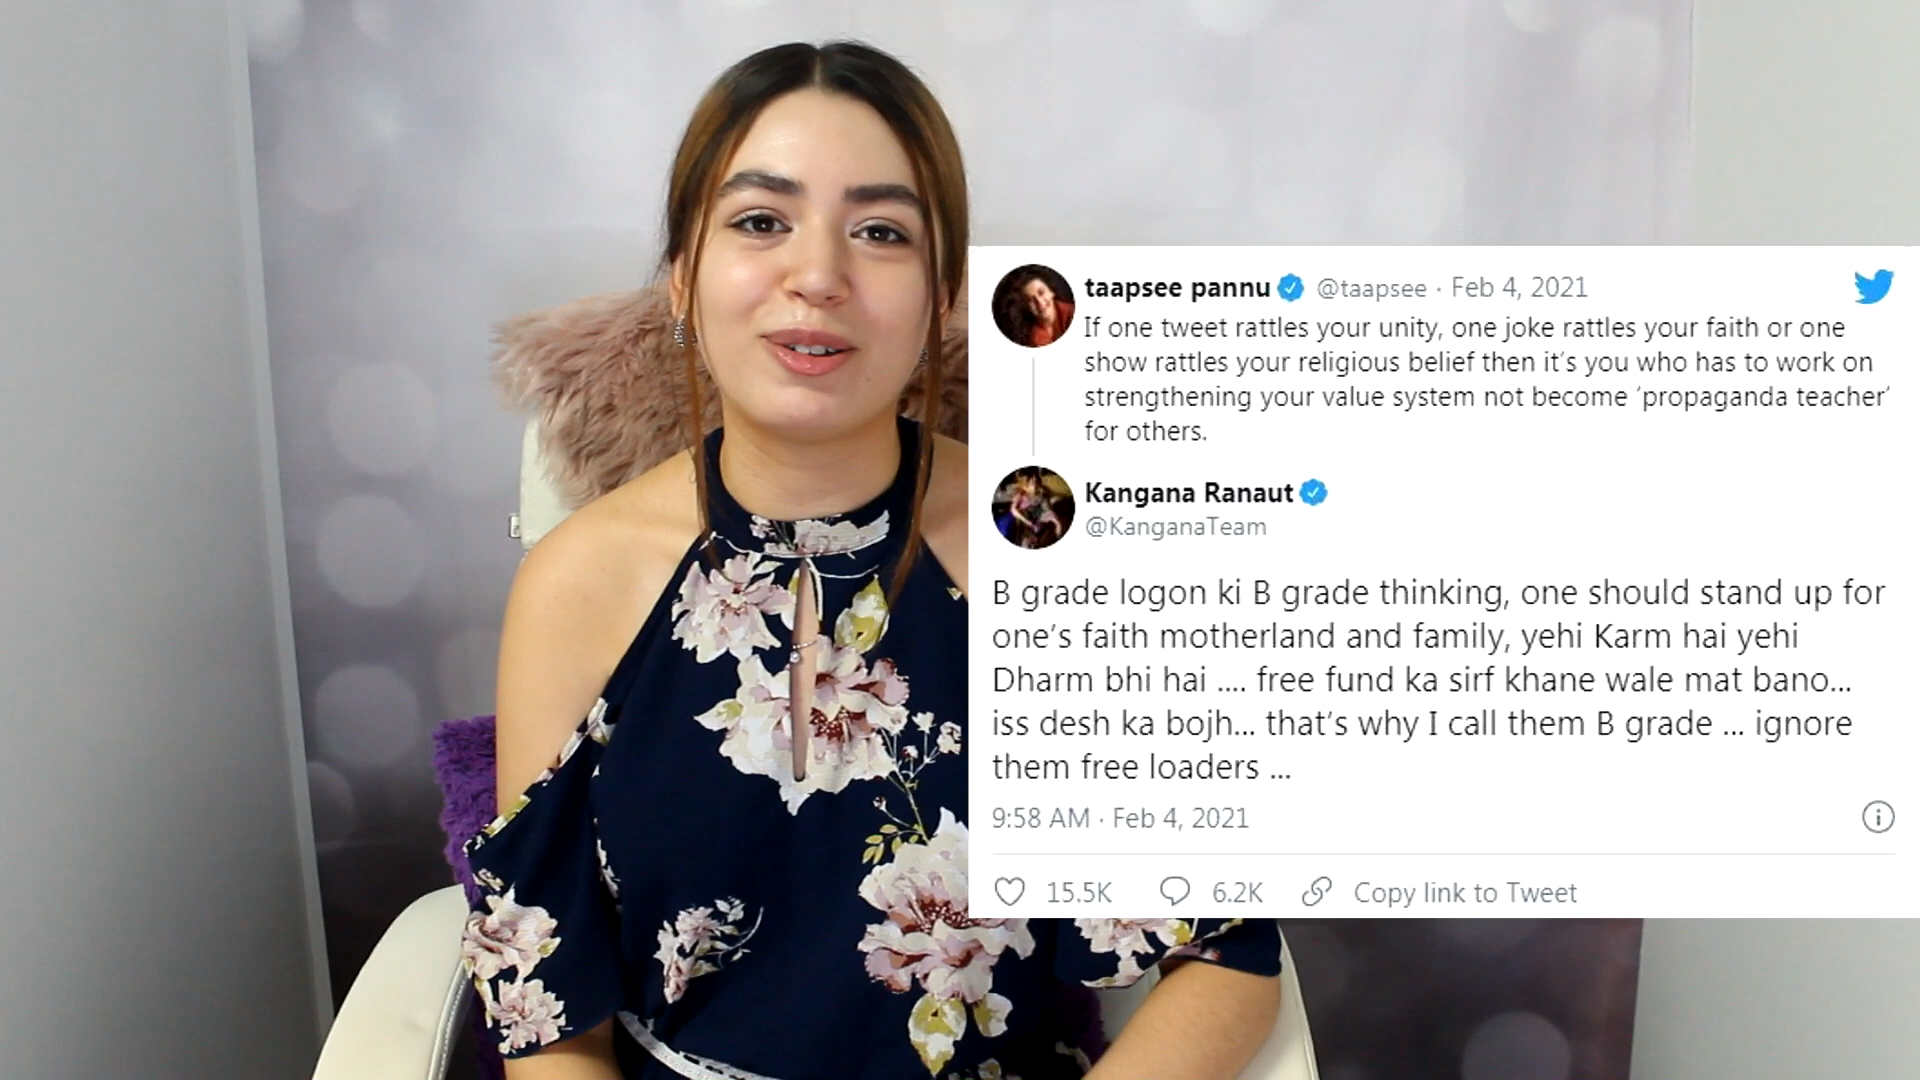 taapsee pannu @taapsee · Feb 4, 2021
If one tweet rattles your unity, one joke rattles your faith or one
show rattles your religious belief then it’s you who has to work on
strengthening your value system not become ‘propaganda teacher’
for others.
Kangana Ranaut
@KanganaTeam
B grade logon ki B grade thinking, one should stand up for
one’s faith motherland and family, yehi Karm hai yehi
Dharm bhi hai .... free fund ka sirf khane wale mat bano...
iss desh ka bojh... that’s why I call them B grade ... ignore
them free loaders ...
9:58 AM · Feb 4, 2021
15.5K 6.2K Copy link to Tweet